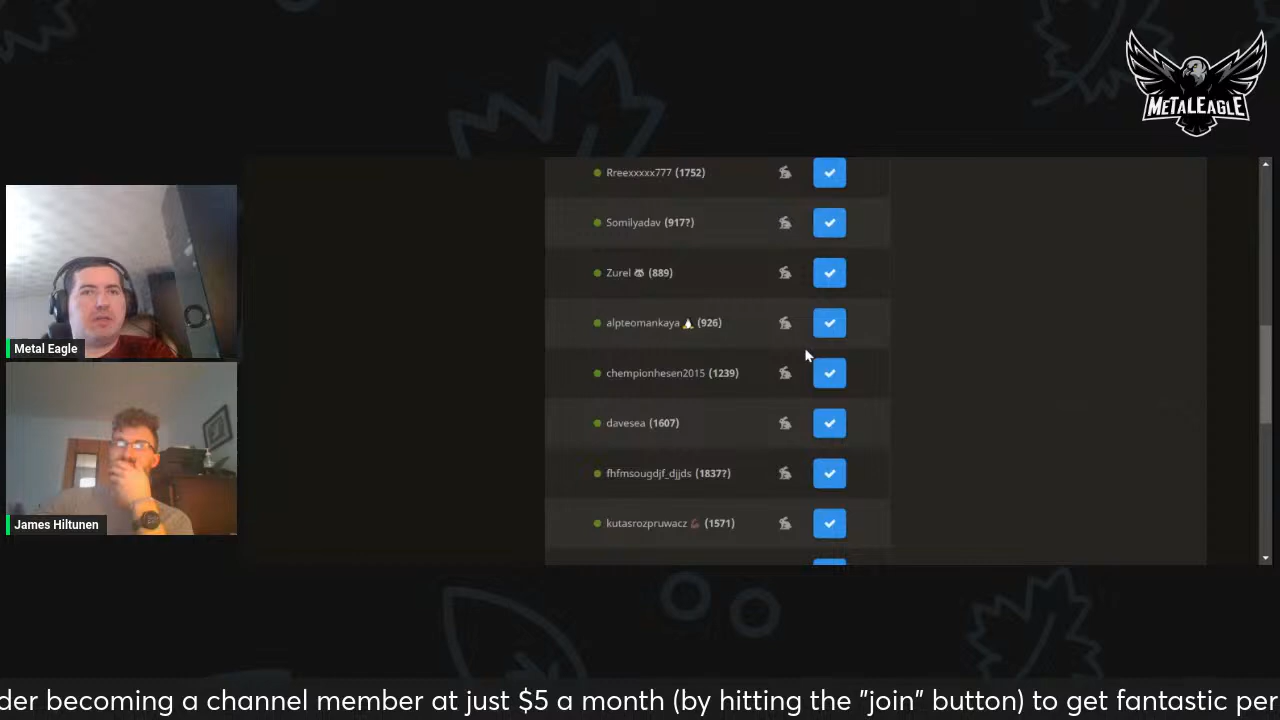 METALEAGLE
Rreexxxxx777 (1752)
Somilyadav (917?)
Zurel (889)
alpteomankaya (926)
chempionhesen2015 (1239)
davesea (1607)
fhfmsougdjf_djjds (1837?)
kutasrozpruwacz (1571)
Metal Eagle
James Hiltunen
der becoming a channel member at just $5 a month (by hitting the "join" button) to get fantastic per